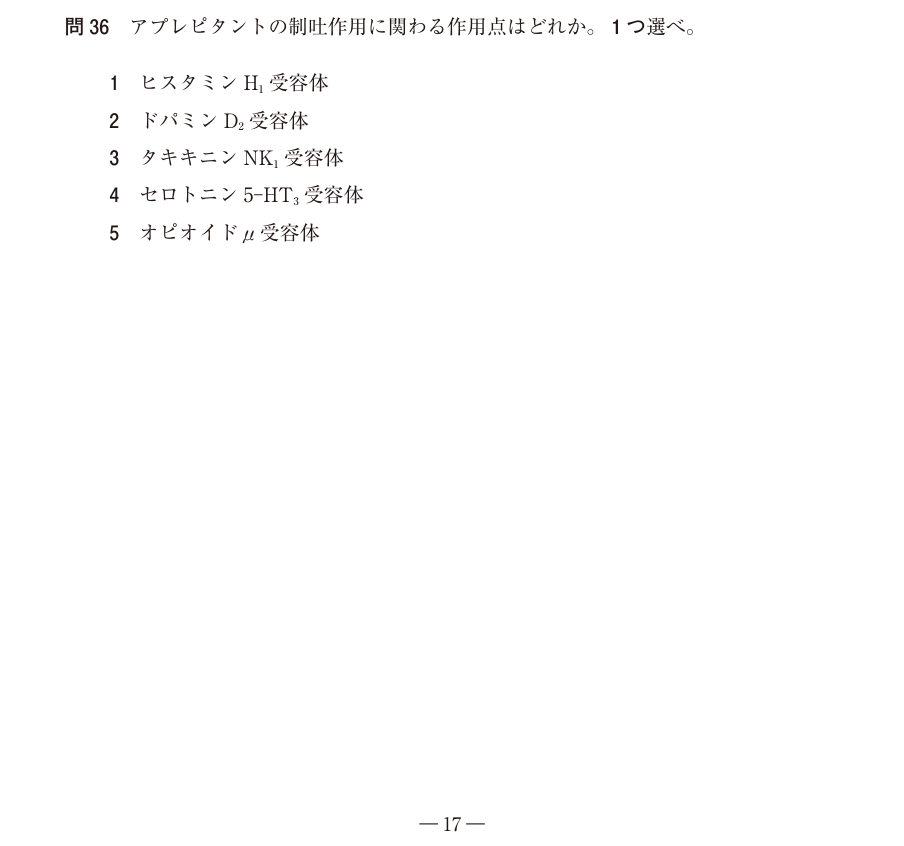 問 36 アプレピタントの制吐作用に関わる作用点はどれか。1つ選べ。
1 ヒスタミン H₁ 受容体
2 ドパミン D₂ 受容体
3 タキキニン NK₁ 受容体
4 セロトニン 5-HT₃ 受容体
5 オピオイド μ 受容体
― 17 ―